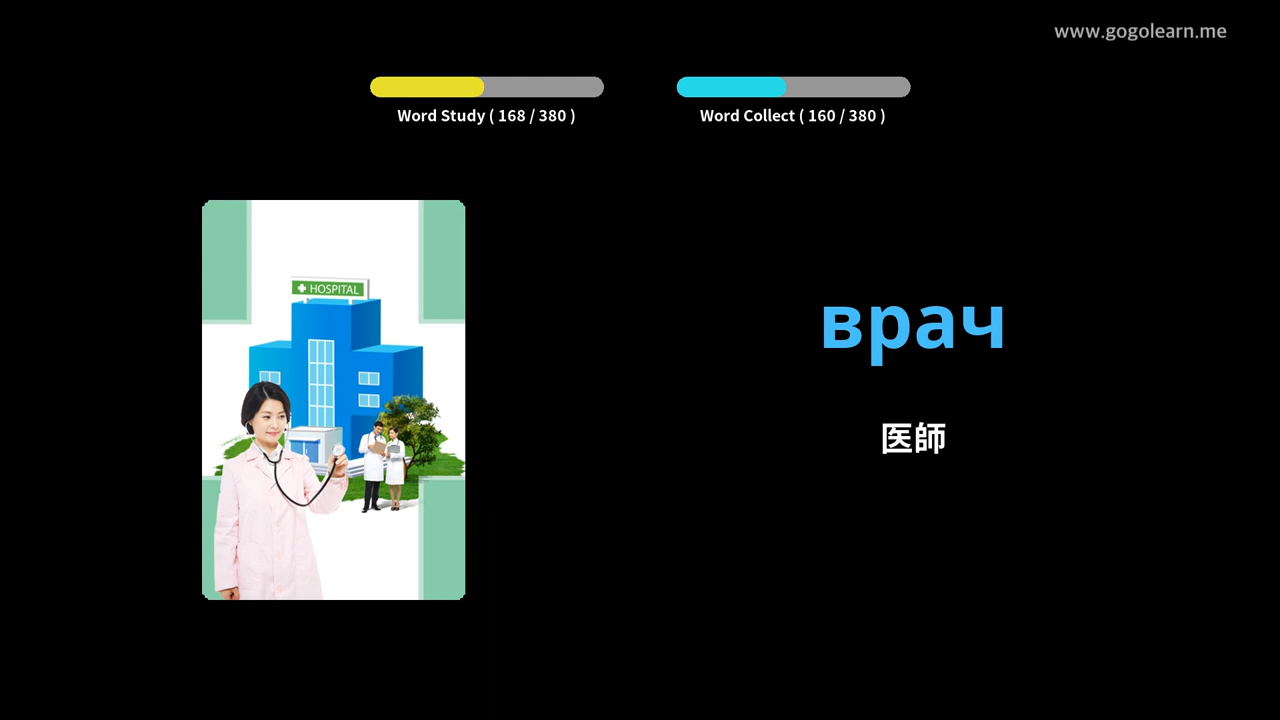 www.gogolearn.me
Word Study ( 168 / 380 )
Word Collect ( 160 / 380 )
HOSPITAL
врач
医師